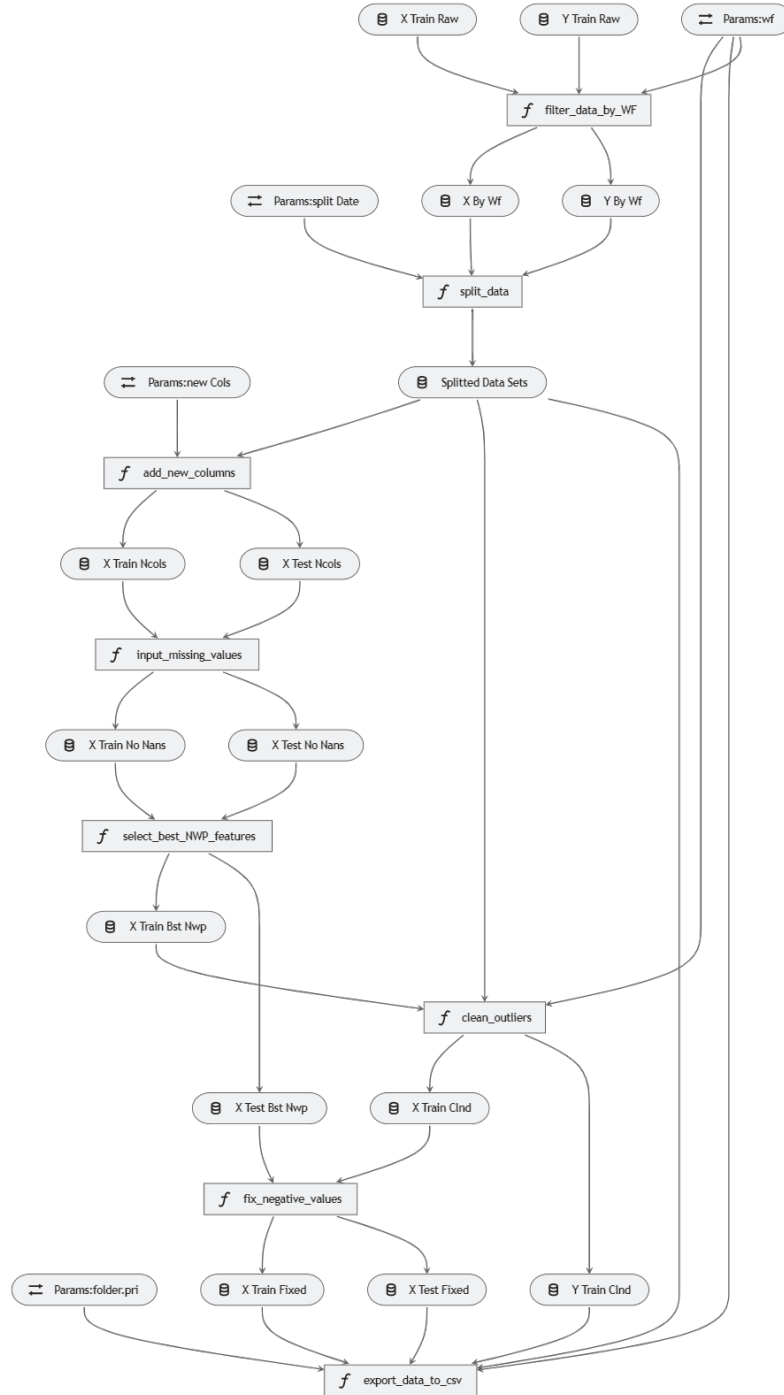 X Train Raw
Y Train Raw
Params:wf
filter_data_by_WF
Params:split Date
X By Wf
Y By Wf
split_data
Params:new Cols
Splitted Data Sets
add_new_columns
X Train Ncols
X Test Ncols
input_missing_values
X Train No Nans
X Test No Nans
select_best_NWP_features
X Train Bst Nwp
clean_outliers
X Test Bst Nwp
X Train Clnd
fix_negative_values
Params:folder.pri
X Train Fixed
X Test Fixed
Y Train Clnd
export_data_to_csv